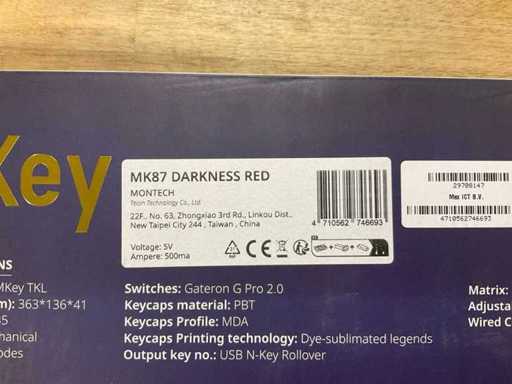 Key
MK87 DARKNESS RED
MONTECH
Teon Technology Co., Ltd.
22F., No. 63, Zhongxiao 3rd Rd., Linkou Dist.,
New Taipei City 244 , Taiwan , China
Voltage: 5V
Ampere: 500ma
4 710562 746693
29708147
Max ICT B.V.
4710562746693
NS
MKey TKL
m): 363*136*41
5
hanical
odes
Switches: Gateron G Pro 2.0
Keycaps material: PBT
Keycaps Profile: MDA
Keycaps Printing technology: Dye-sublimated legends
Output key no.: USB N-Key Rollover
Matrix:
Adjusta
Wired C